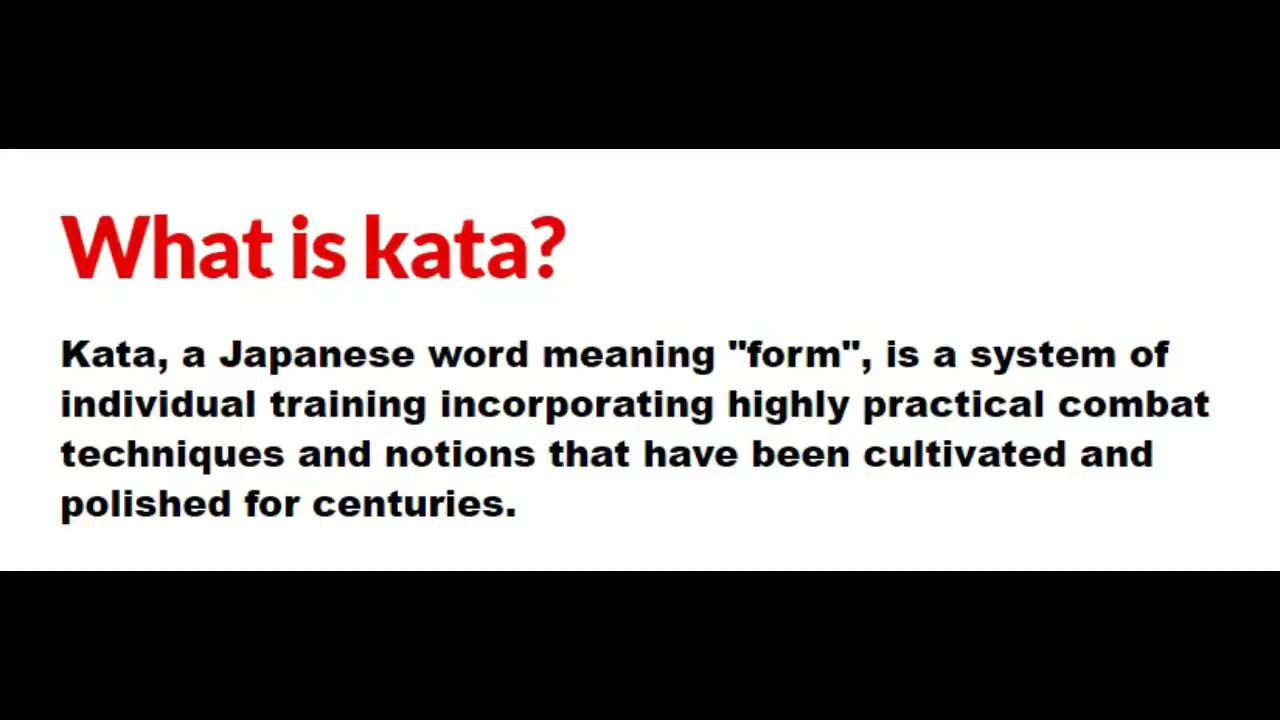 What is kata?
Kata, a Japanese word meaning "form", is a system of
individual training incorporating highly practical combat
techniques and notions that have been cultivated and
polished for centuries.